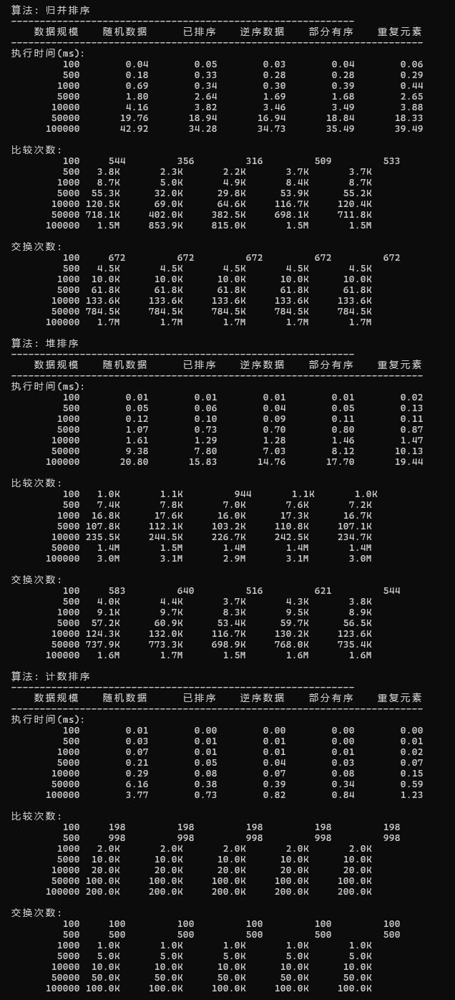 算法: 归并排序
------------------------------------------------------------
数据规模 随机数据 已排序 逆序数据 部分有序 重复元素
------------------------------------------------------------------------
执行时间(ms):
100 0.04 0.05 0.03 0.04 0.06
500 0.18 0.33 0.28 0.28 0.29
1000 0.69 0.34 0.30 0.39 0.44
5000 1.80 2.64 1.69 1.68 2.65
10000 4.16 3.82 3.46 3.49 3.88
50000 19.76 18.94 16.94 18.84 18.33
100000 42.92 34.28 34.73 35.49 39.49
比较次数:
100 544 356 316 509 533
500 3.8K 2.3K 2.2K 3.7K 3.7K
1000 8.7K 5.0K 4.9K 8.4K 8.7K
5000 55.3K 32.0K 29.8K 53.9K 55.2K
10000 120.5K 69.0K 64.6K 116.7K 120.4K
50000 718.1K 402.0K 382.5K 698.1K 711.8K
100000 1.5M 853.9K 815.0K 1.5M 1.5M
交换次数:
100 672 672 672 672 672
500 4.5K 4.5K 4.5K 4.5K 4.5K
1000 10.0K 10.0K 10.0K 10.0K 10.0K
5000 61.8K 61.8K 61.8K 61.8K 61.8K
10000 133.6K 133.6K 133.6K 133.6K 133.6K
50000 784.5K 784.5K 784.5K 784.5K 784.5K
100000 1.7M 1.7M 1.7M 1.7M 1.7M
算法: 堆排序
------------------------------------------------------------
数据规模 随机数据 已排序 逆序数据 部分有序 重复元素
------------------------------------------------------------------------
执行时间(ms):
100 0.01 0.01 0.01 0.01 0.02
500 0.05 0.06 0.04 0.05 0.13
1000 0.12 0.10 0.09 0.11 0.11
5000 1.07 0.73 0.70 0.80 0.87
10000 1.61 1.29 1.28 1.46 1.47
50000 9.38 7.80 7.03 8.12 10.13
100000 20.80 15.83 14.76 17.70 19.44
比较次数:
100 1.0K 1.1K 944 1.1K 1.0K
500 7.4K 7.8K 7.0K 7.6K 7.2K
1000 16.8K 17.6K 16.0K 17.3K 16.7K
5000 107.8K 112.1K 103.2K 110.8K 107.1K
10000 235.5K 244.5K 226.7K 242.5K 234.7K
50000 1.4M 1.5M 1.4M 1.4M 1.4M
100000 3.0M 3.1M 2.9M 3.1M 3.0M
交换次数:
100 583 640 516 621 544
500 4.0K 4.4K 3.7K 4.3K 3.8K
1000 9.1K 9.7K 8.3K 9.5K 8.9K
5000 57.2K 60.9K 53.4K 59.7K 56.5K
10000 124.3K 132.0K 116.7K 130.2K 123.6K
50000 737.9K 773.3K 698.9K 768.0K 735.4K
100000 1.6M 1.7M 1.5M 1.6M 1.6M
算法: 计数排序
------------------------------------------------------------
数据规模 随机数据 已排序 逆序数据 部分有序 重复元素
------------------------------------------------------------------------
执行时间(ms):
100 0.01 0.00 0.00 0.00 0.00
500 0.03 0.01 0.01 0.00 0.01
1000 0.07 0.01 0.01 0.01 0.02
5000 0.21 0.05 0.04 0.03 0.07
10000 0.29 0.08 0.07 0.08 0.15
50000 6.16 0.38 0.39 0.34 0.59
100000 3.77 0.73 0.82 0.84 1.23
比较次数:
100 198 198 198 198 198
500 998 998 998 998 998
1000 2.0K 2.0K 2.0K 2.0K 2.0K
5000 10.0K 10.0K 10.0K 10.0K 10.0K
10000 20.0K 20.0K 20.0K 20.0K 20.0K
50000 100.0K 100.0K 100.0K 100.0K 100.0K
100000 200.0K 200.0K 200.0K 200.0K 200.0K
交换次数:
100 100 100 100 100 100
500 500 500 500 500 500
1000 1.0K 1.0K 1.0K 1.0K 1.0K
5000 5.0K 5.0K 5.0K 5.0K 5.0K
10000 10.0K 10.0K 10.0K 10.0K 10.0K
50000 50.0K 50.0K 50.0K 50.0K 50.0K
100000 100.0K 100.0K 100.0K 100.0K 100.0K